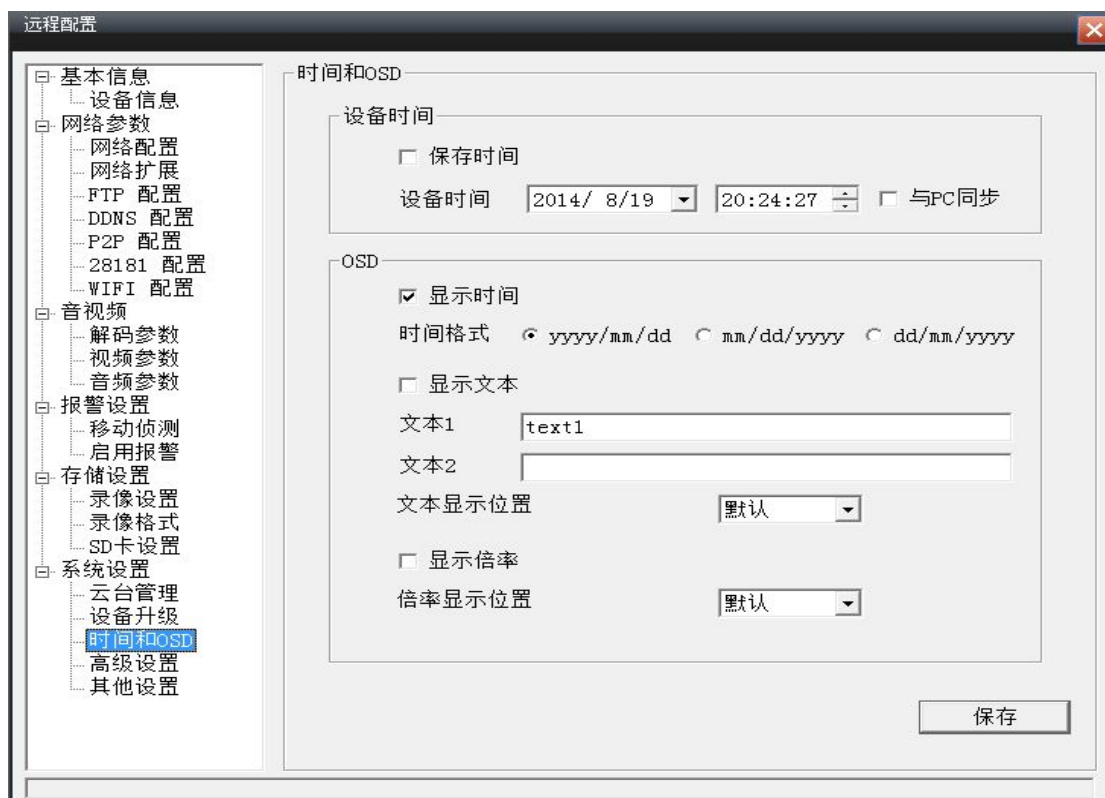 远程配置
基本信息
设备信息
网络参数
网络配置
网络扩展
FTP 配置
DDNS 配置
P2P 配置
28181 配置
WIFI 配置
音视频
解码参数
视频参数
音频参数
报警设置
移动侦测
启用报警
存储设置
录像设置
录像格式
SD卡设置
系统设置
云台管理
设备升级
时间和OSD
高级设置
其他设置
时间和OSD
设备时间
保存时间
设备时间 2014/ 8/19 20:24:27 与PC同步
OSD
显示时间
时间格式 yyyy/mm/dd mm/dd/yyyy dd/mm/yyyy
显示文本
文本1 text1
文本2
文本显示位置 默认
显示倍率
倍率显示位置 默认
保存